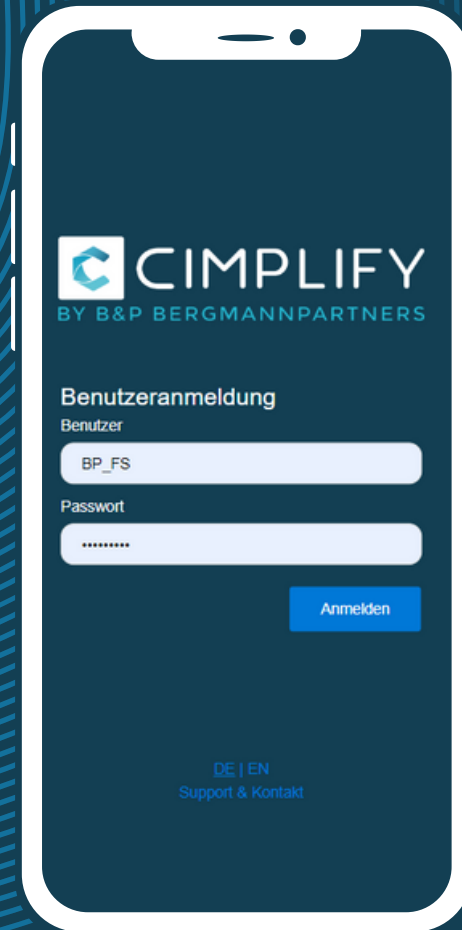 CIMPLIFY
BY B&P BERGMANNPARTNERS
Benutzeranmeldung
Benutzer
BP_FS
Passwort
•••••••••
Anmelden
DE | EN
Support & Kontakt